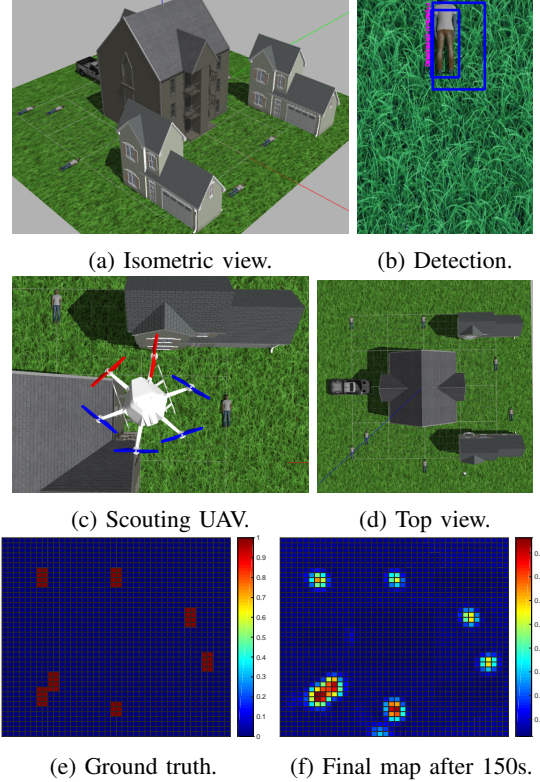 (a) Isometric view.
(b) Detection.
(c) Scouting UAV.
(d) Top view.
1
0.9
0.8
0.7
0.6
0.5
0.4
0.3
0.2
0.1
0
(e) Ground truth.
(f) Final map after 150s.